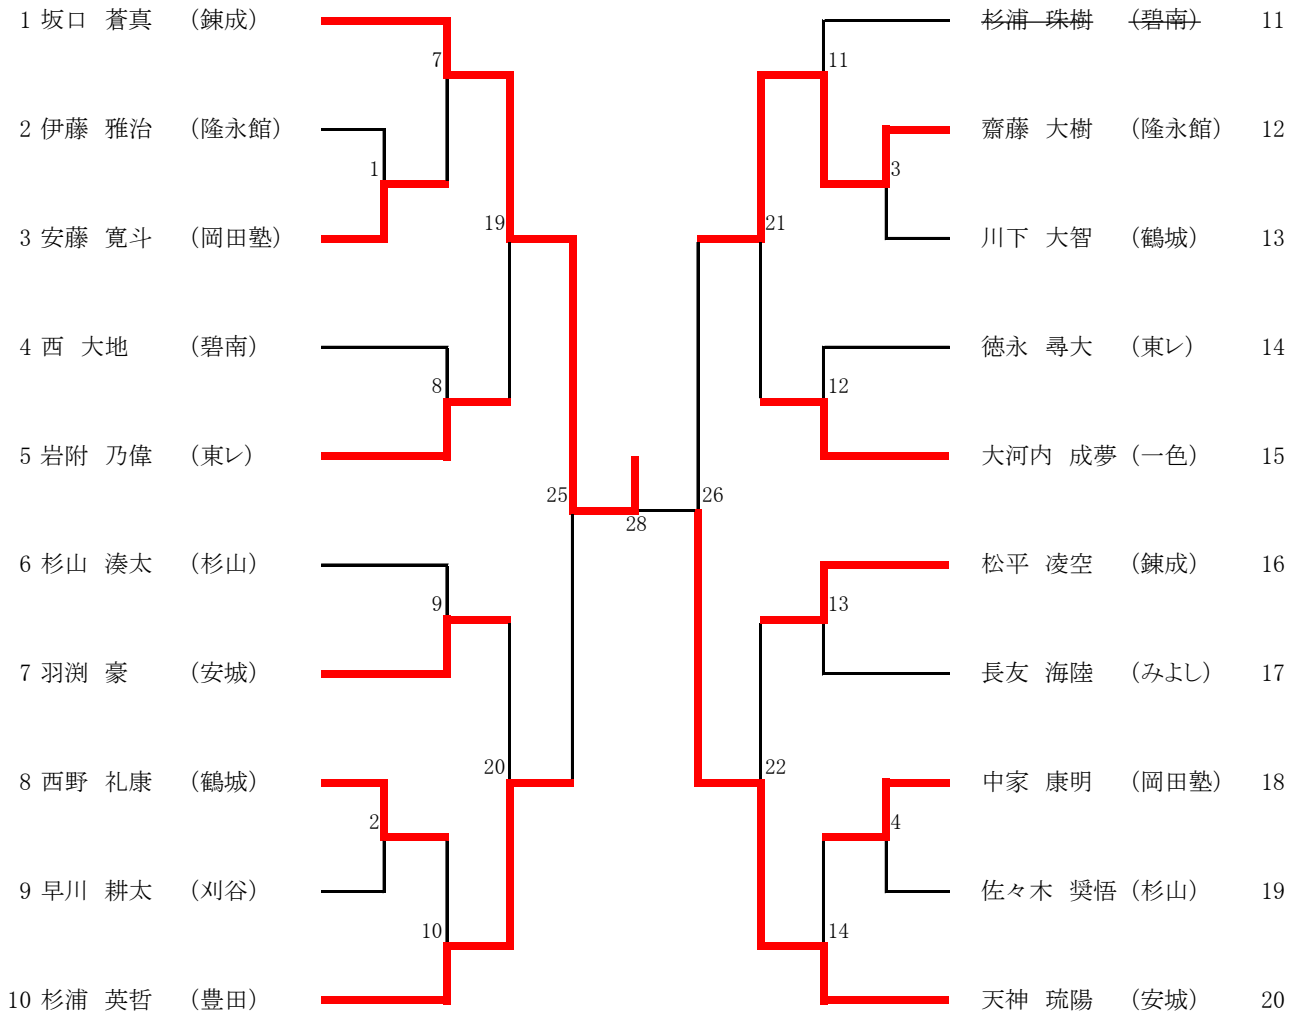 1 坂口 蒼真 (錬成)
7
2 伊藤 雅治 (隆永館)
1
3 安藤 寛斗 (岡田塾)
19
4 西 大地 (碧南)
8
5 岩附 乃偉 (東レ)
25
28
6 杉山 湊太 (杉山)
9
7 羽渕 豪 (安城)
20
8 西野 礼康 (鶴城)
2
9 早川 耕太 (刈谷)
10
10 杉浦 英哲 (豊田)
杉浦 珠樹 (碧南) 11
11
齋藤 大樹 (隆永館) 12
3
川下 大智 (鶴城) 13
21
徳永 尋大 (東レ) 14
12
大河内 成夢 (一色) 15
26
松平 凌空 (錬成) 16
13
長友 海陸 (みよし) 17
22
中家 康明 (岡田塾) 18
4
佐々木 奨悟 (杉山) 19
14
天神 琉陽 (安城) 20